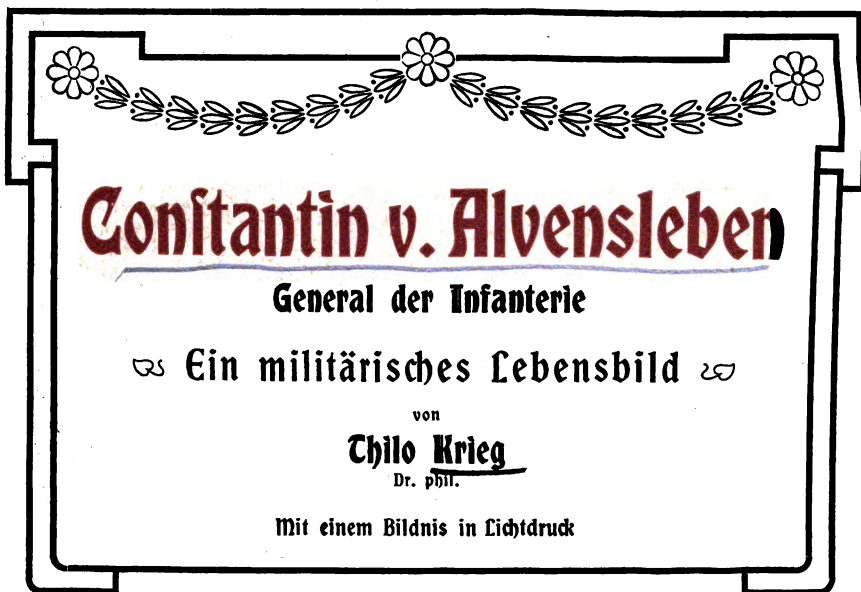 Conſtantin v. Alvensleben
General der Infanterie
Ein militärisches Lebensbild
von
Thilo Krieg
Dr. phil.
Mit einem Bildnis in Lichtdruck